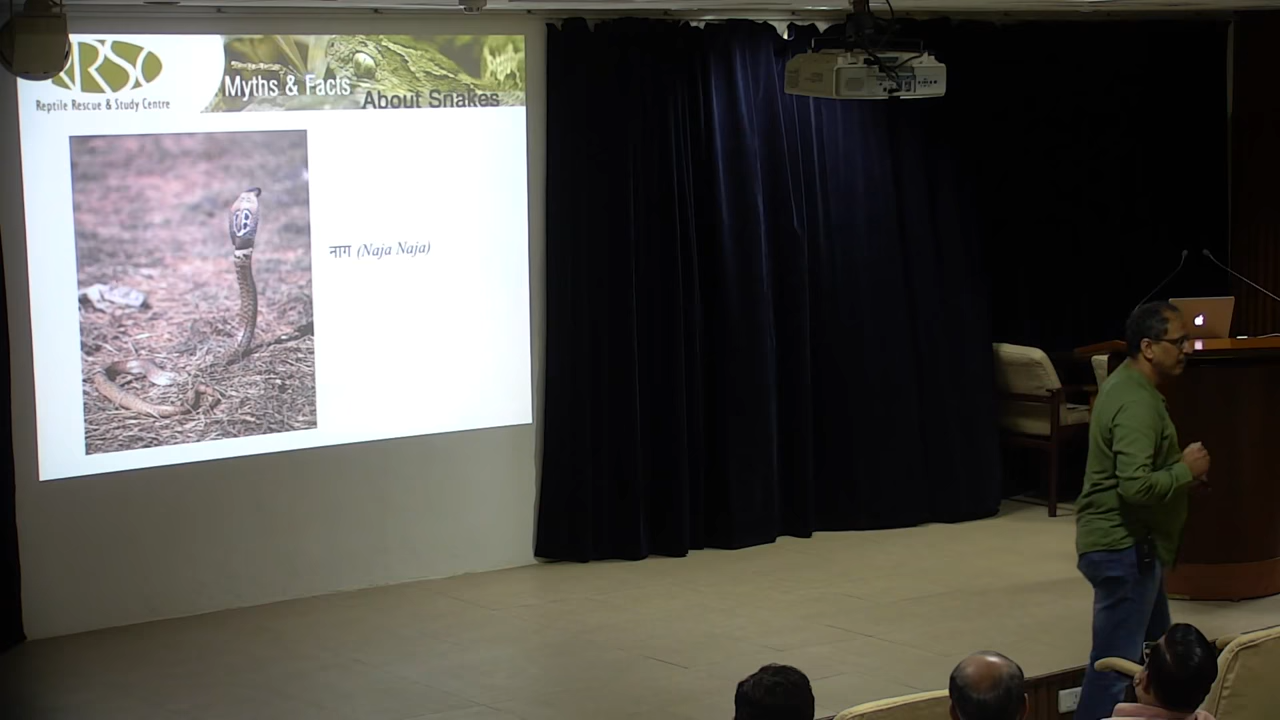 RRSC
Reptile Rescue & Study Centre
Myths & Facts
About Snakes
नाग (Naja Naja)